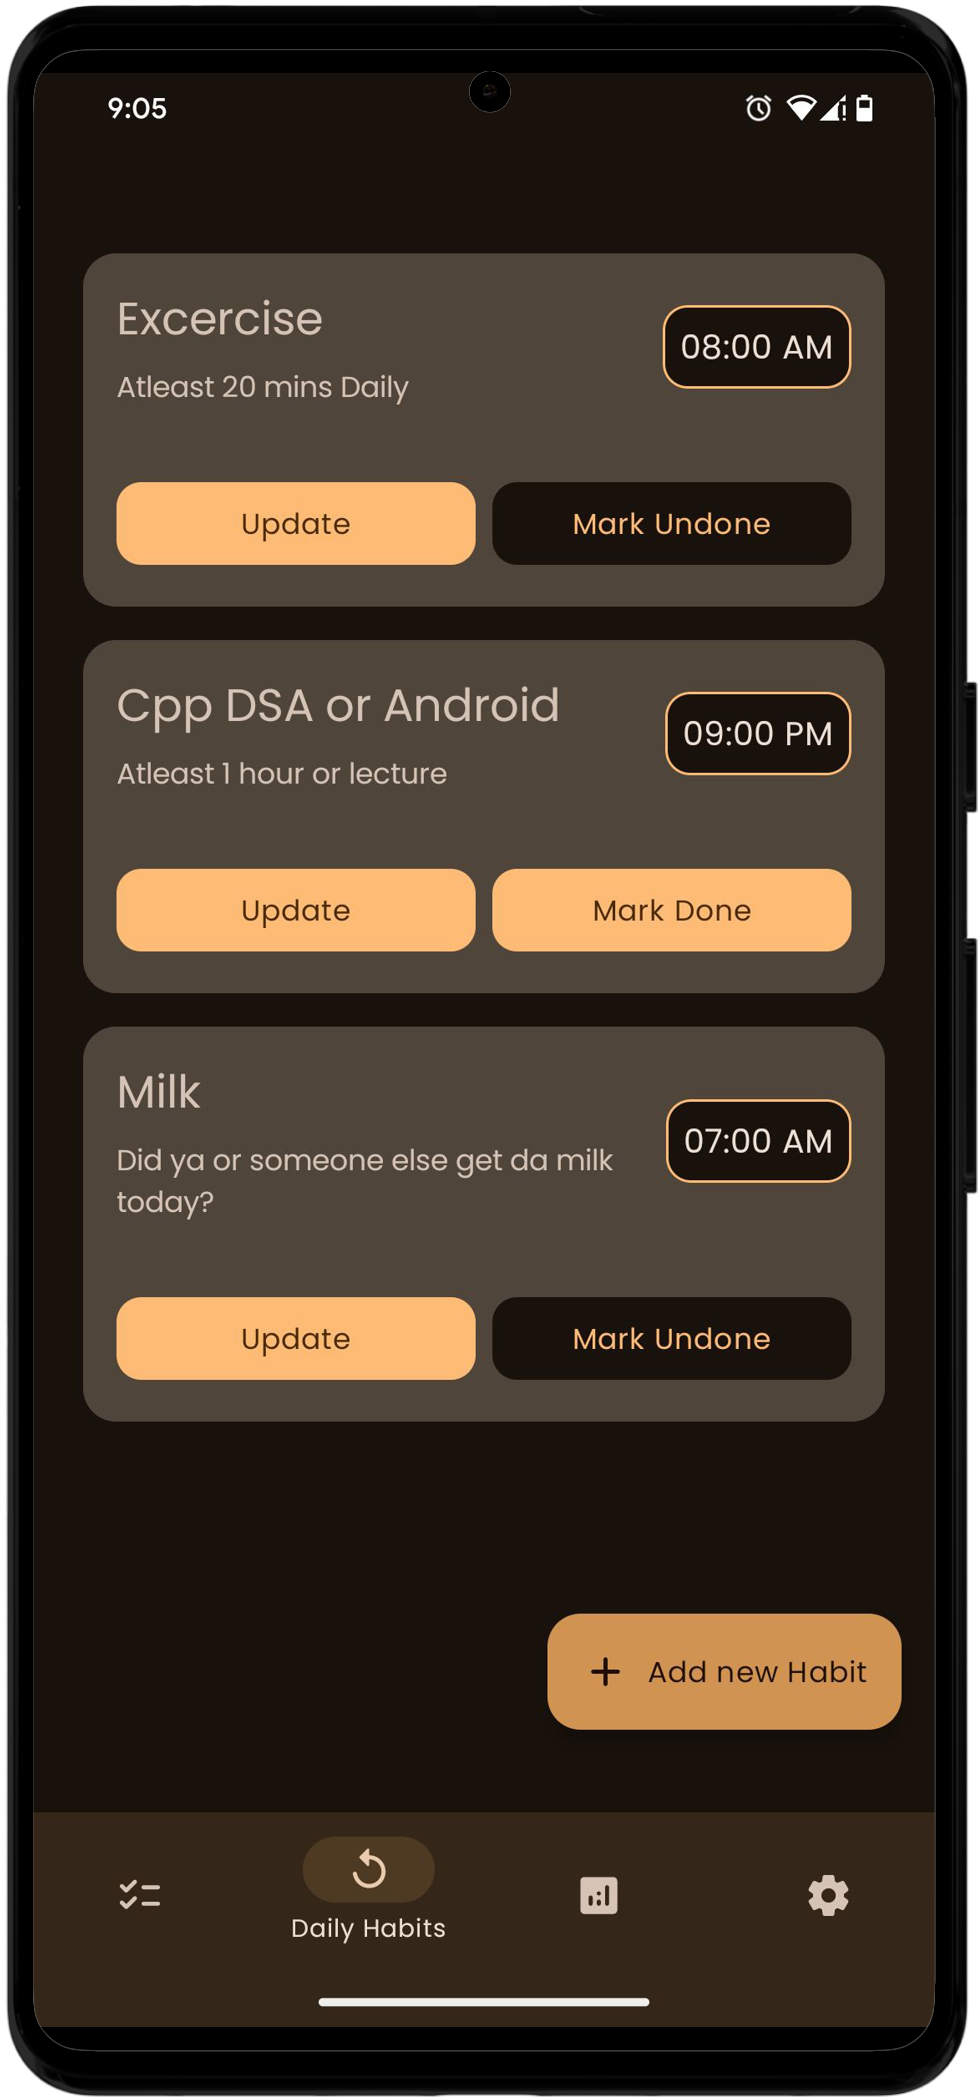 9:05
Excercise
08:00 AM
Atleast 20 mins Daily
Update
Mark Undone
Cpp DSA or Android
09:00 PM
Atleast 1 hour or lecture
Update
Mark Done
Milk
07:00 AM
Did ya or someone else get da milk
today?
Update
Mark Undone
+ Add new Habit
Daily Habits